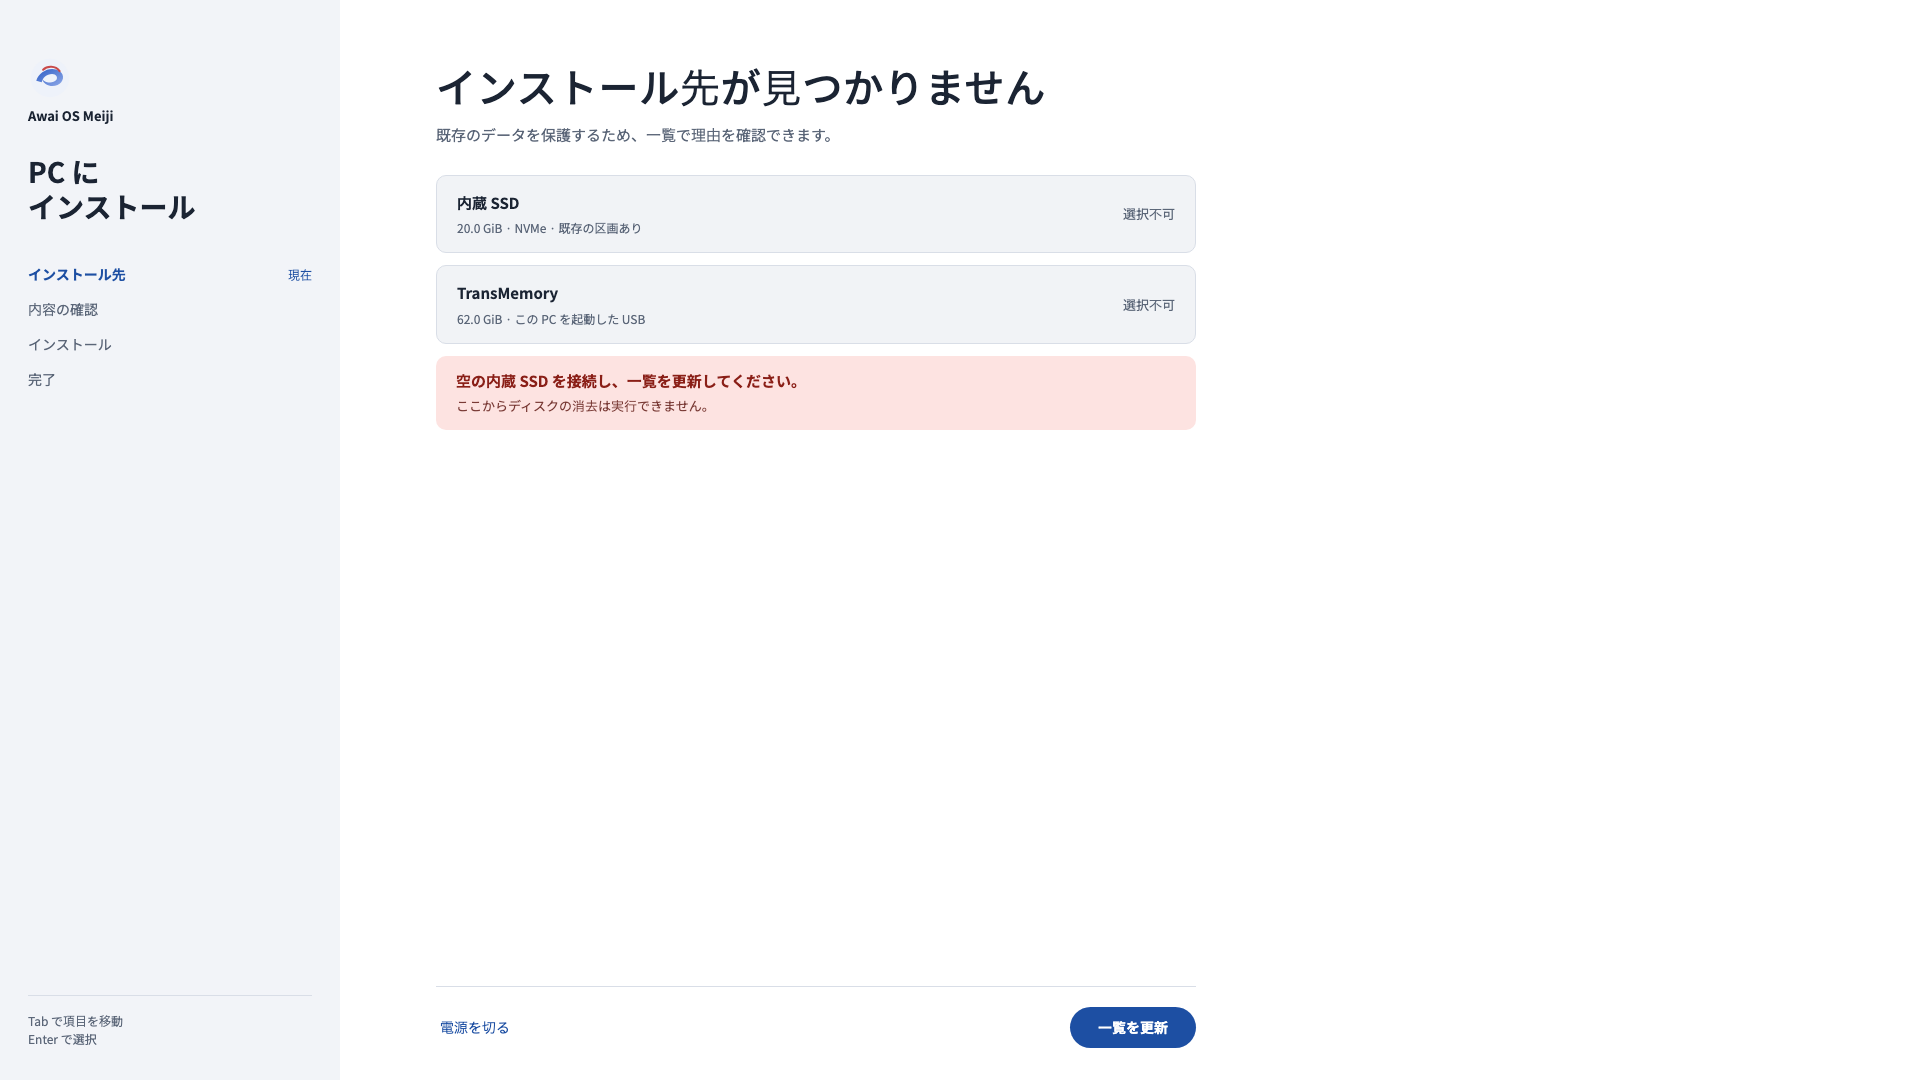 Awai OS Meiji
PC に
インストール
インストール先
現在
内容の確認
インストール
完了
Tab で項目を移動
Enter で選択
インストール先が見つかりません
既存のデータを保護するため、一覧で理由を確認できます。
内蔵 SSD
20.0 GiB · NVMe · 既存の区画あり
選択不可
TransMemory
62.0 GiB · この PC を起動した USB
選択不可
空の内蔵 SSD を接続し、一覧を更新してください。
ここからディスクの消去は実行できません。
電源を切る
一覧を更新